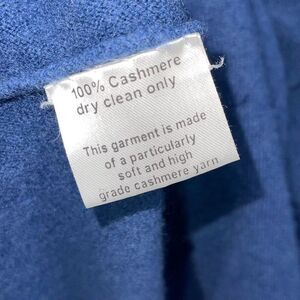 100% Cashmere
dry clean only
This garment is made
of a particularly
soft and high
grade cashmere yarn